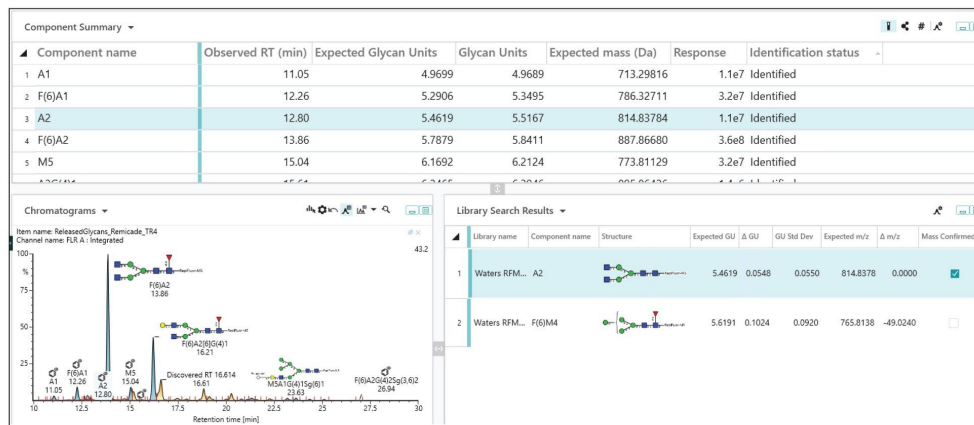 Component Summary
Component name Observed RT (min) Expected Glycan Units Glycan Units Expected mass (Da) Response Identification status
1 A1 11.05 4.9699 4.9689 713.29816 1.1e7 Identified
2 F(6)A1 12.26 5.2906 5.3495 786.32711 3.2e7 Identified
3 A2 12.80 5.4619 5.5167 814.83784 1.1e7 Identified
4 F(6)A2 13.86 5.7879 5.8411 887.86680 3.6e8 Identified
5 M5 15.04 6.1692 6.2124 773.81129 3.2e7 Identified
Chromatograms
Item name: ReleasedGlycans_Remicade_TR4
Channel name: FLR A : Integrated
43.2
100
%
75
50
25
0
F(6)A2
13.86
F(6)A2[6]G(4)1
16.21
A1
11.05
F(6)A1
12.26
A2
12.80
M5
15.04
Discovered RT 16.614
16.61
M5A1G(4)1Sg(6)1
23.63
F(6)A2G(4)2Sg(3,6)2
26.94
10 12.5 15 17.5 20 22.5 25 27.5 30
Retention time [min]
Library Search Results
Library name Component name Structure Expected GU Δ GU GU Std Dev Expected m/z Δ m/z Mass Confirmed
1 Waters RFM... A2 5.4619 0.0548 0.0550 814.8378 0.0000
2 Waters RFM... F(6)M4 5.6191 0.1024 0.0920 765.8138 -49.0240